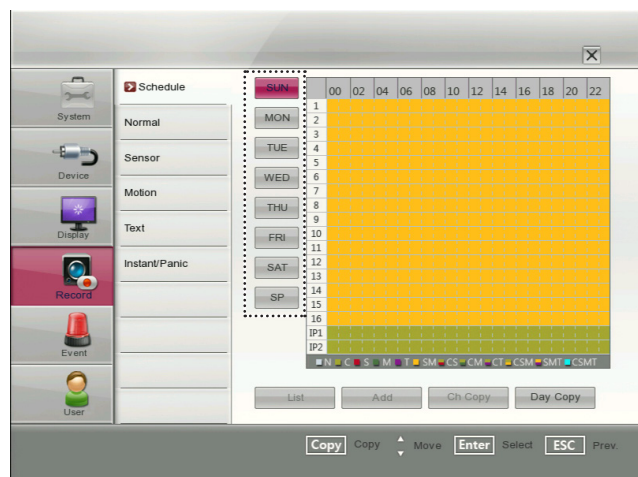 X
Schedule
Normal
Sensor
Motion
Text
Instant/Panic
System
Device
Display
Record
Event
User
SUN
MON
TUE
WED
THU
FRI
SAT
SP
00 02 04 06 08 10 12 14 16 18 20 22
1
2
3
4
5
6
7
8
9
10
11
12
13
14
15
16
IP1
IP2
N C S M T SM CS CM CT CSM SMT CSMT
List Add Ch Copy Day Copy
Copy Copy Move Enter Select ESC Prev.